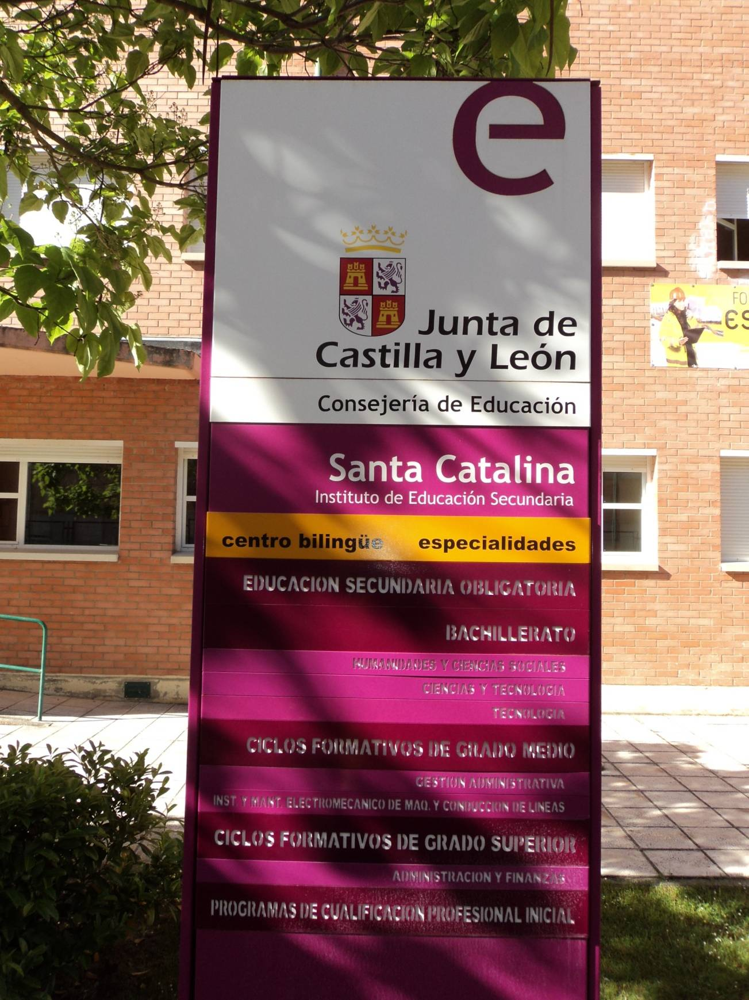 e
Junta de
Castilla y León
Consejería de Educación
Santa Catalina
Instituto de Educación Secundaria
centro bilingüe especialidades
EDUCACION SECUNDARIA OBLIGATORIA
BACHILLERATO
HUMANIDADES Y CIENCIAS SOCIALES
CIENCIAS Y TECNOLOGIA
TECNOLOGIA
CICLOS FORMATIVOS DE GRADO MEDIO
GESTION ADMINISTRATIVA
INST. Y MANT. ELECTROMECANICO DE MAQ. Y CONDUCCION DE LINEAS
CICLOS FORMATIVOS DE GRADO SUPERIOR
ADMINISTRACION Y FINANZAS
PROGRAMAS DE CUALIFICACION PROFESIONAL INICIAL
FO
ES